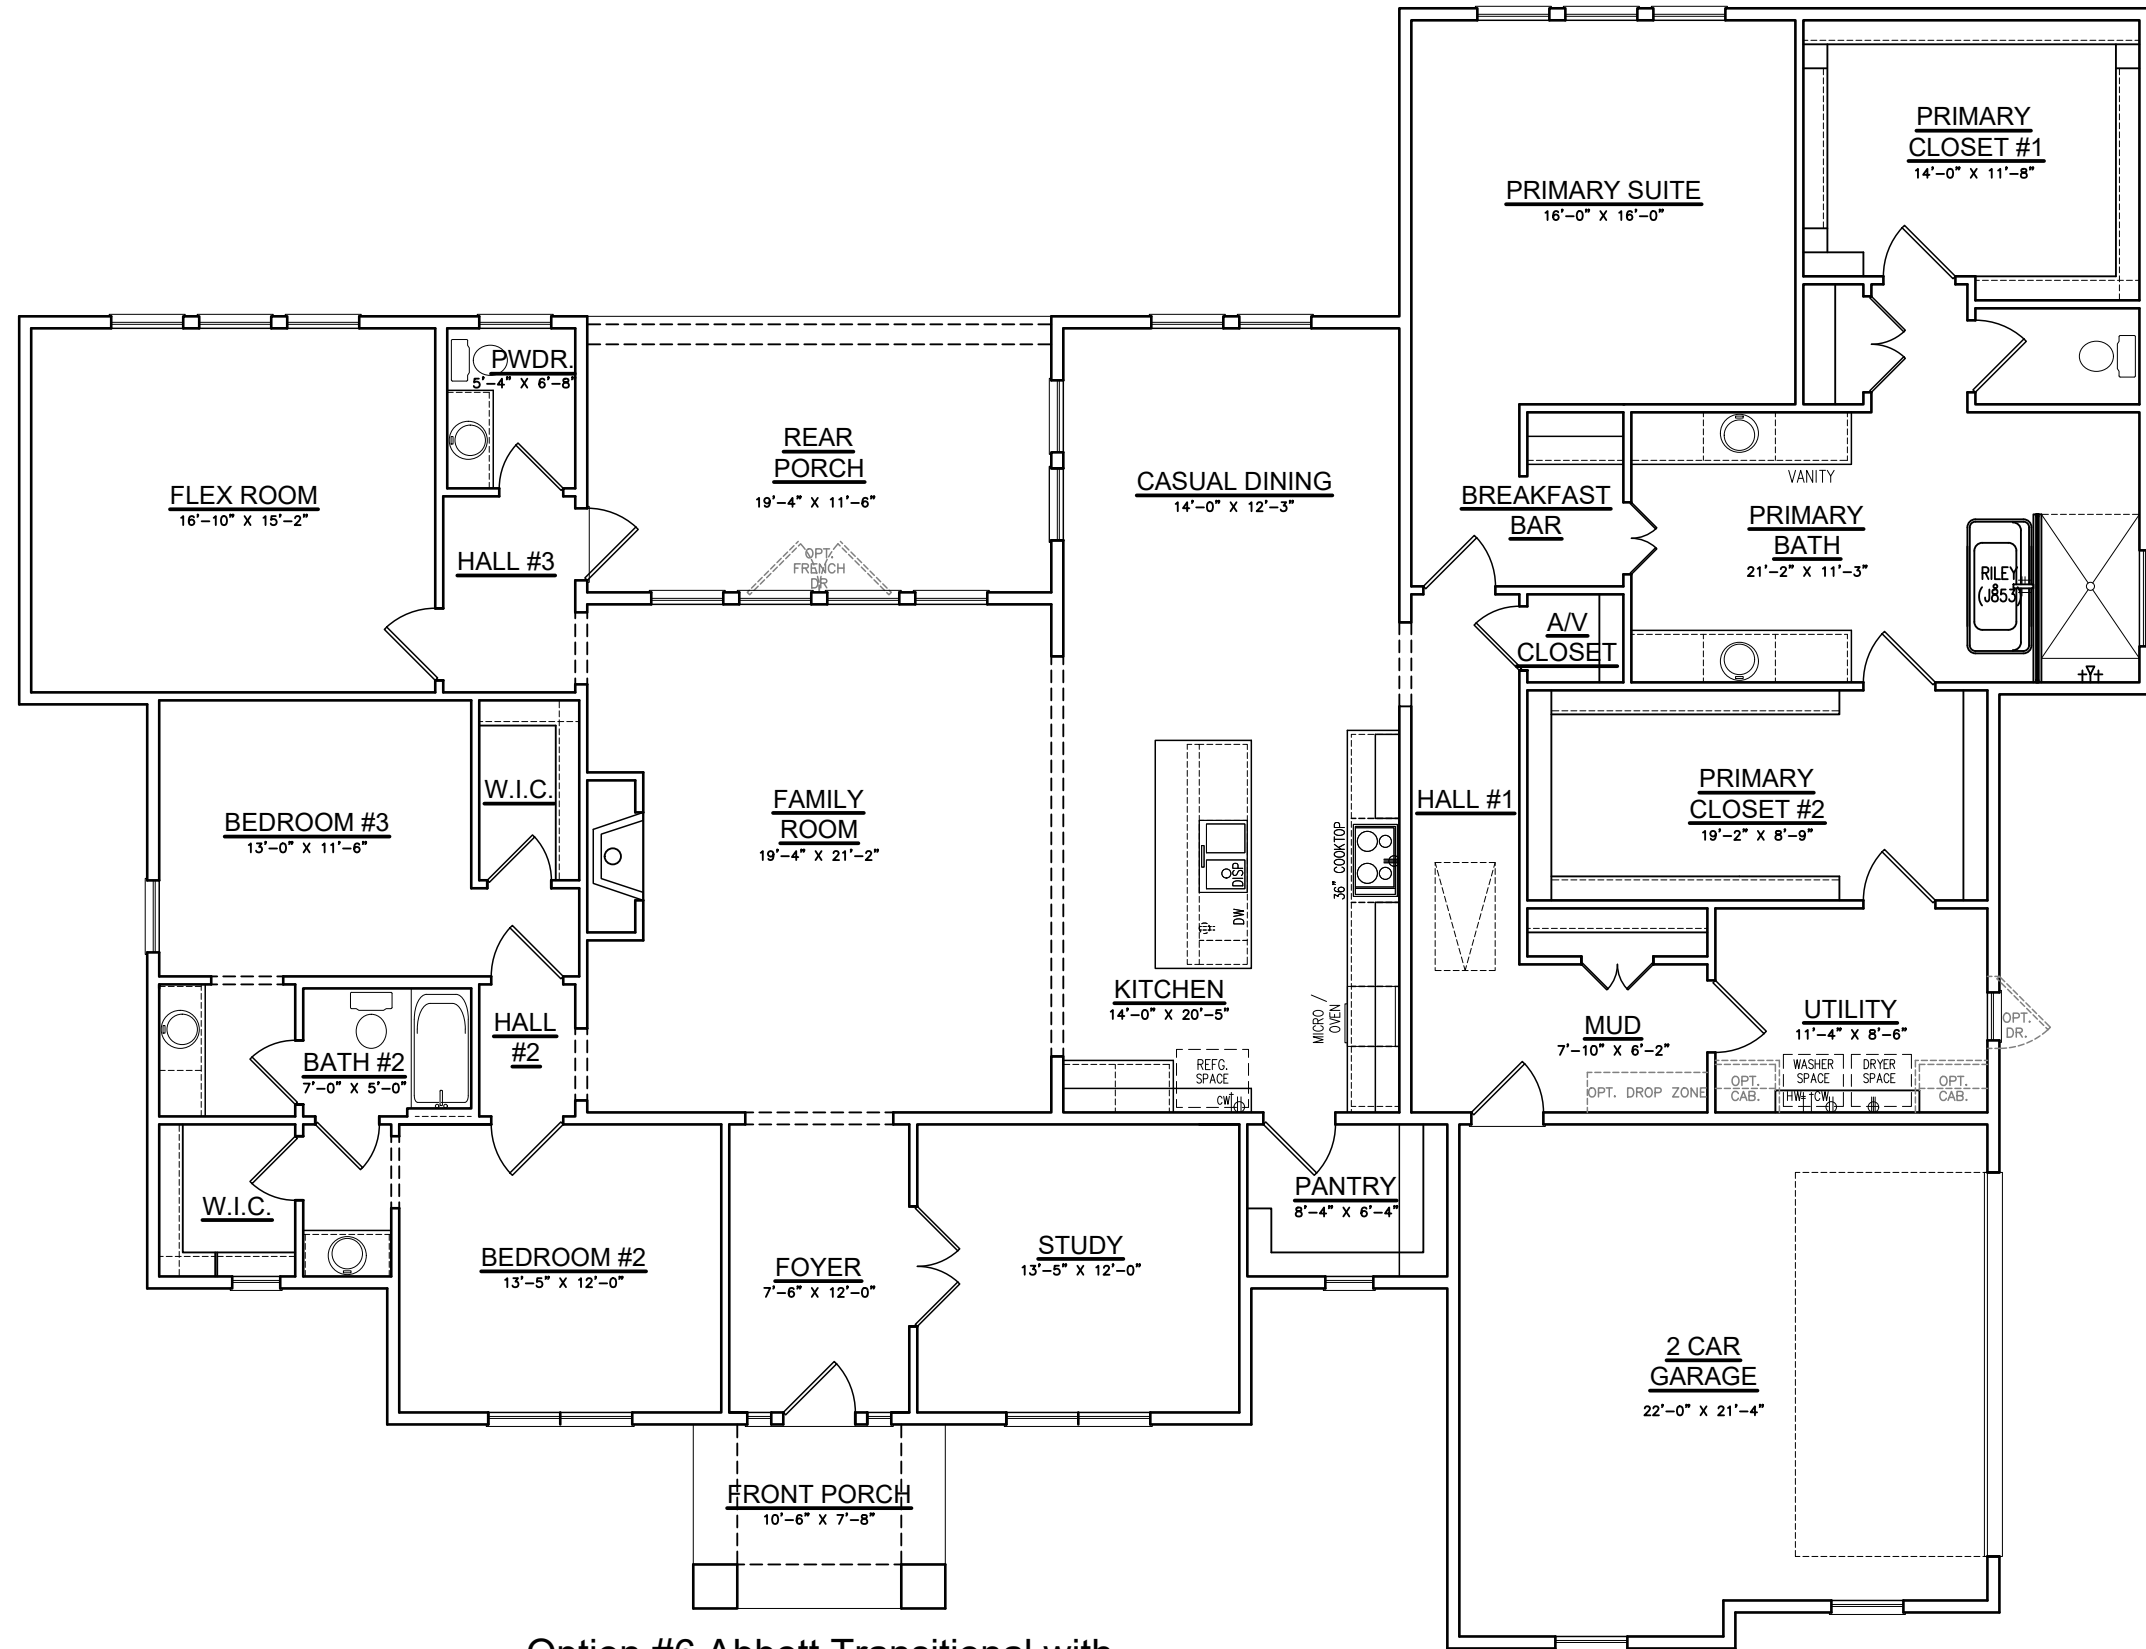 PRIMARY
CLOSET #1
14'-0" X 11'-8"
PRIMARY SUITE
16'-0" X 16'-0"
PWDR.
5'-4" X 6'-8"
REAR
PORCH
19'-4" X 11'-6"
FLEX ROOM
16'-10" X 15'-2"
CASUAL DINING
14'-0" X 12'-3"
BREAKFAST
BAR
VANITY
PRIMARY
BATH
21'-2" X 11'-3"
RILEY
&
(J853)
HALL #3
OPT.
FRENCH
DR
A/V
CLOSET
W.I.C.
BEDROOM #3
13'-0" X 11'-6"
FAMILY
ROOM
19'-4" X 21'-2"
HALL #1
PRIMARY
CLOSET #2
19'-2" X 8'-9"
36" COOKTOP
DISP
DW
KITCHEN
14'-0" X 20'-5"
MICRO /
OVEN
REFG.
SPACE
CW
HALL
#2
BATH #2
7'-0" X 5'-0"
MUD
7'-10" X 6'-2"
UTILITY
11'-4" X 8'-6"
OPT.
DR.
OPT. DROP ZONE
OPT.
CAB.
WASHER
SPACE
DRYER
SPACE
OPT.
CAB.
HW
CW
W.I.C.
BEDROOM #2
13'-5" X 12'-0"
FOYER
7'-6" X 12'-0"
STUDY
13'-5" X 12'-0"
PANTRY
8'-4" X 6'-4"
2 CAR
GARAGE
22'-0" X 21'-4"
FRONT PORCH
10'-6" X 7'-8"
Option #6 Abbott Transitional with